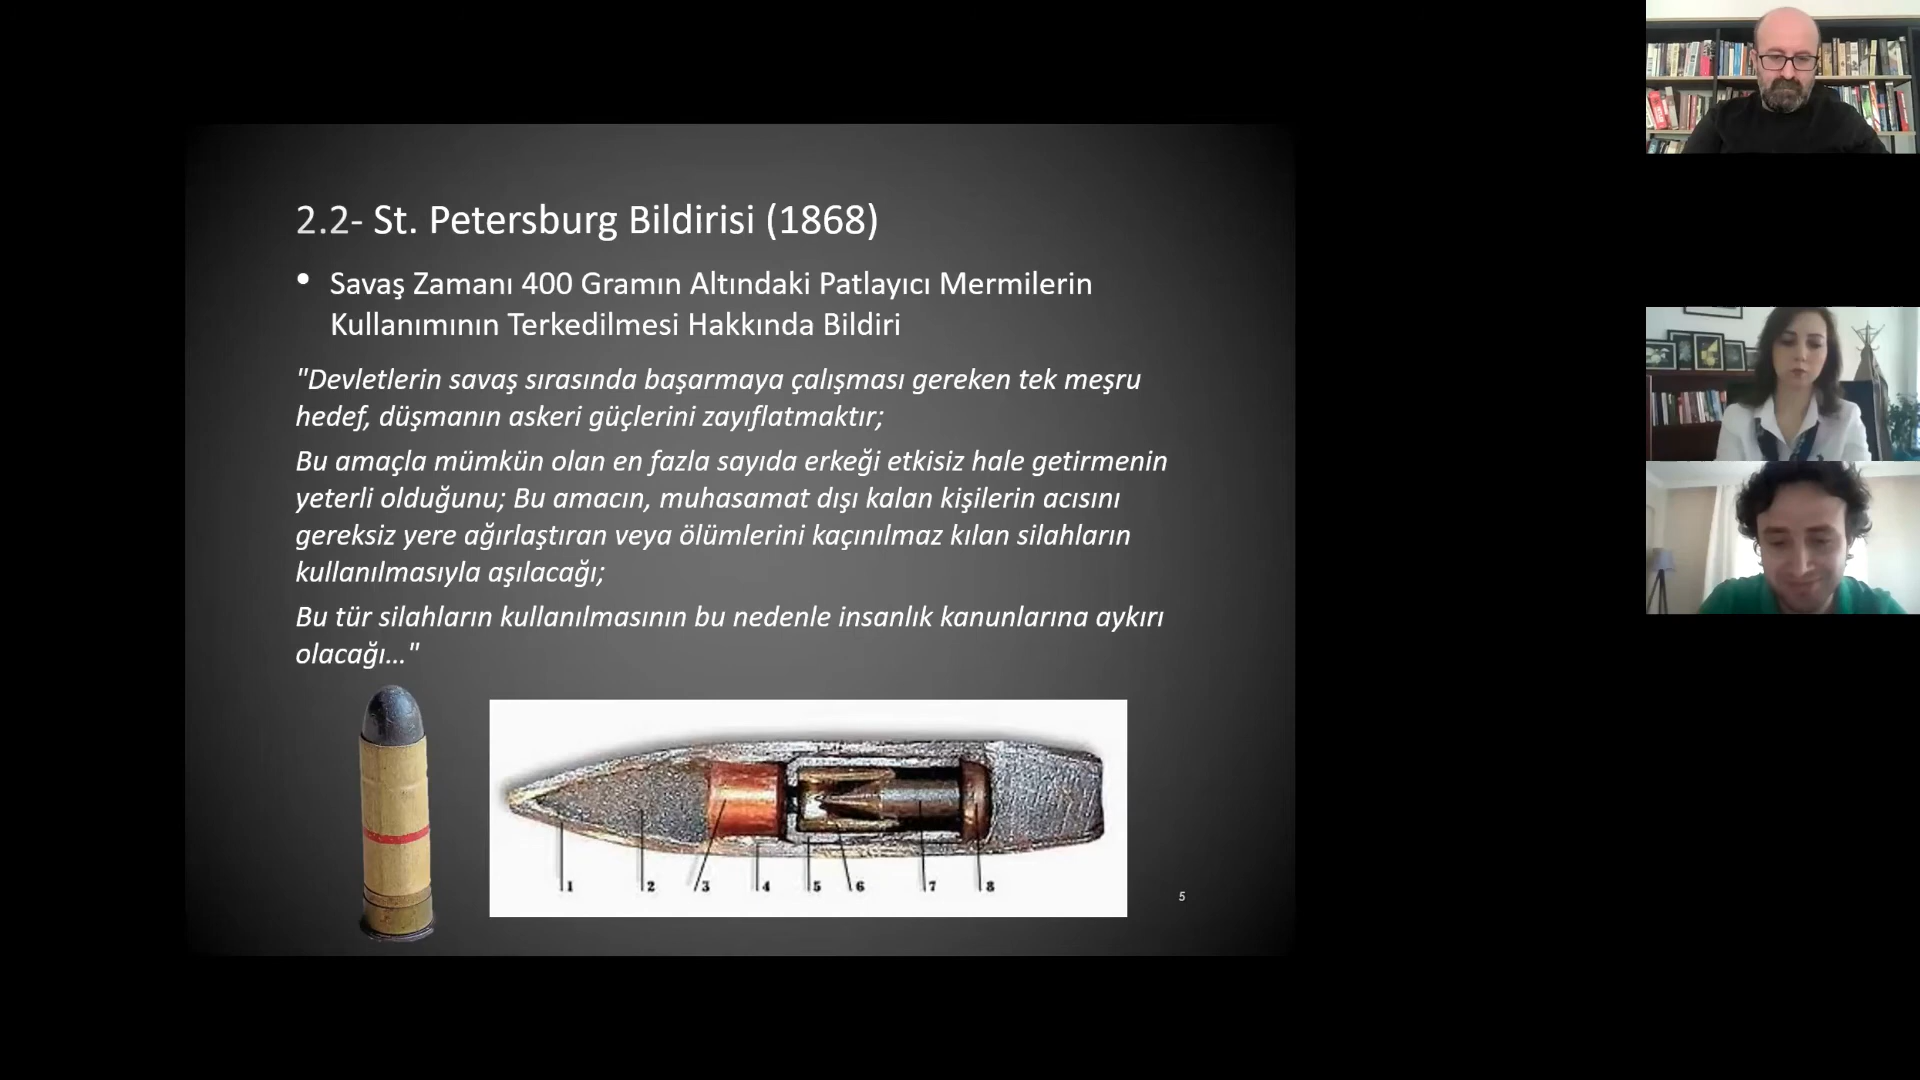 2.2- St. Petersburg Bildirisi (1868)
• Savaş Zamanı 400 Gramın Altındaki Patlayıcı Mermilerin
Kullanımının Terkedilmesi Hakkında Bildiri
"Devletlerin savaş sırasında başarmaya çalışması gereken tek meşru
hedef, düşmanın askeri güçlerini zayıflatmaktır;
Bu amaçla mümkün olan en fazla sayıda erkeği etkisiz hale getirmenin
yeterli olduğunu; Bu amacın, muhasamat dışı kalan kişilerin acısını
gereksiz yere ağırlaştıran veya ölümlerini kaçınılmaz kılan silahların
kullanılmasıyla aşılacağı;
Bu tür silahların kullanılmasının bu nedenle insanlık kanunlarına aykırı
olacağı..."
1 2 3 4 5 6 7 8
5